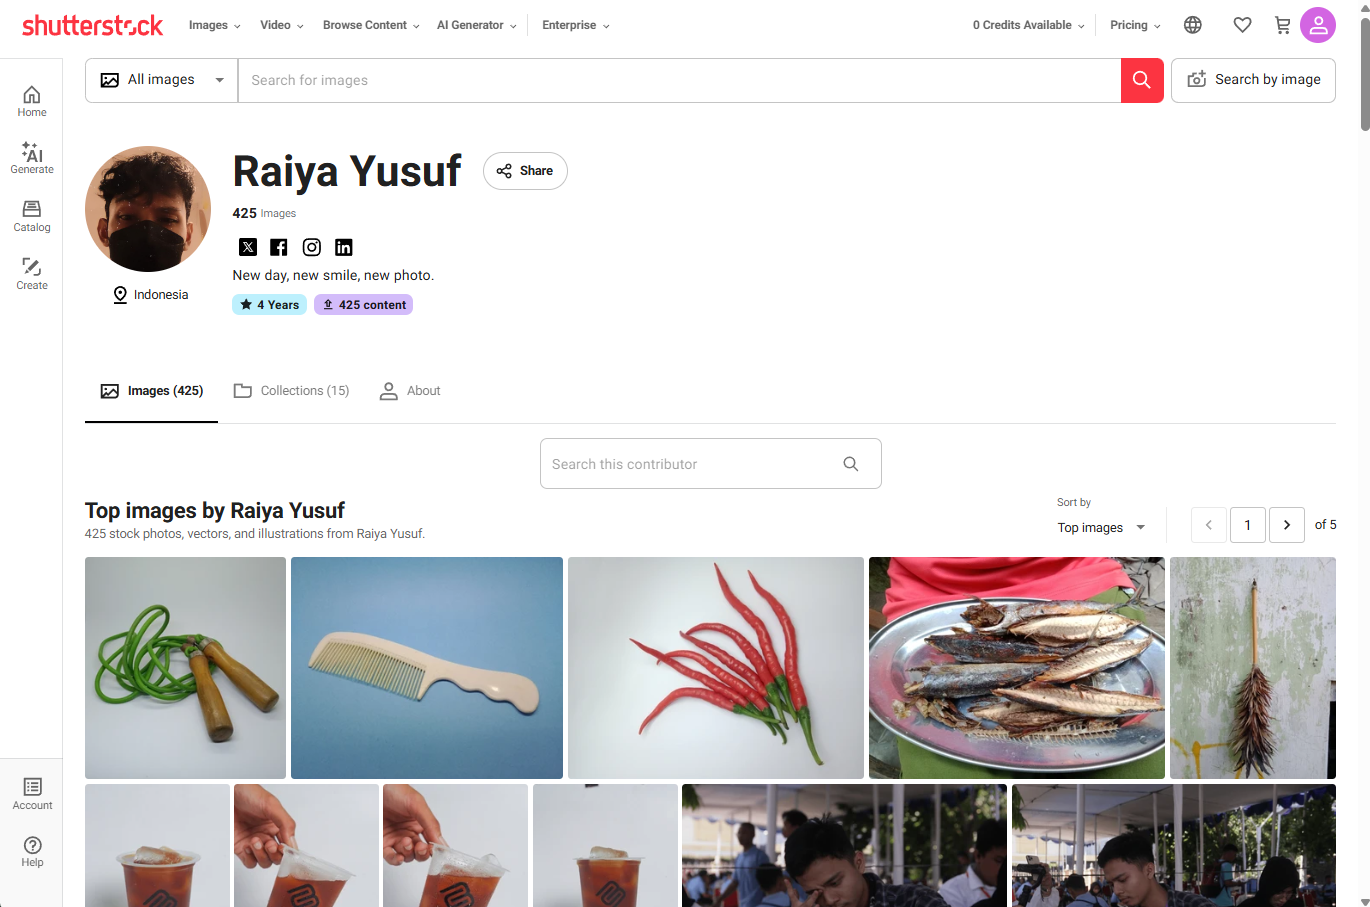 shutterstock
Images Video Browse Content AI Generator Enterprise 0 Credits Available Pricing
All images Search for images Search by image
Home
Generate
Catalog
Create
Raiya Yusuf Share
425 Images
New day, new smile, new photo.
Indonesia
4 Years 425 content
Images (425) Collections (15) About
Search this contributor
Top images by Raiya Yusuf
425 stock photos, vectors, and illustrations from Raiya Yusuf.
Sort by
Top images
1 of 5
Account
Help